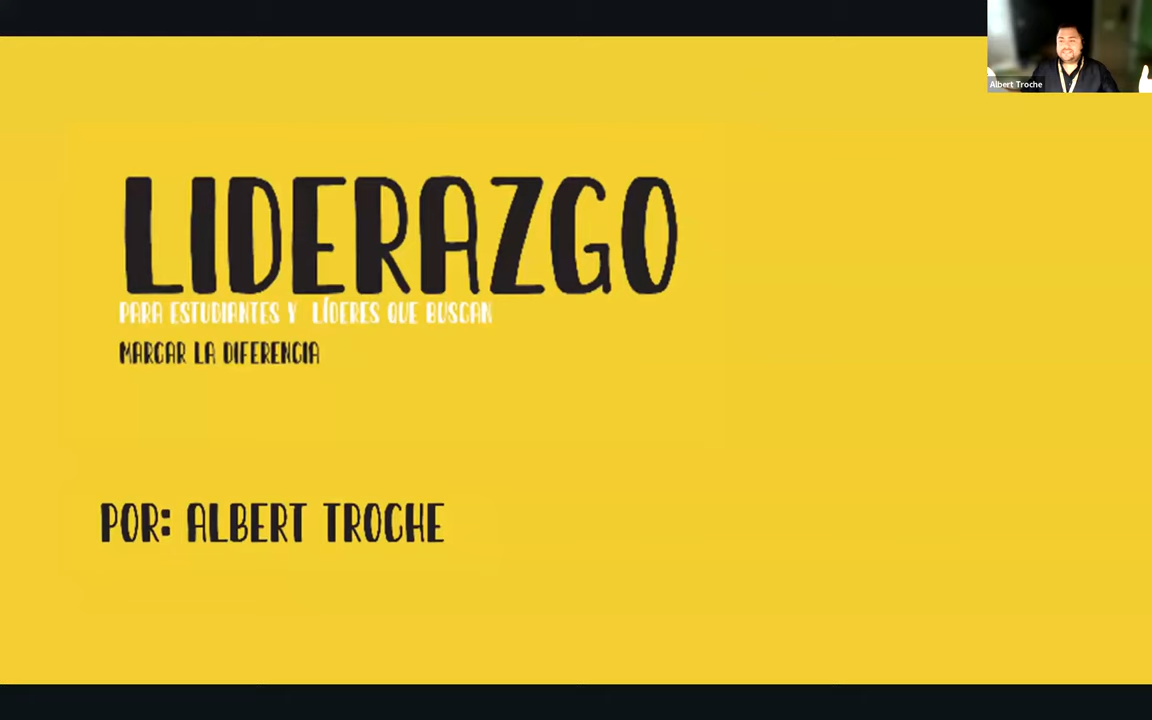 Albert Troche
LIDERAZGO
PARA ESTUDIANTES Y LÍDERES QUE BUSCAN
MARCAR LA DIFERENCIA
POR: ALBERT TROCHE